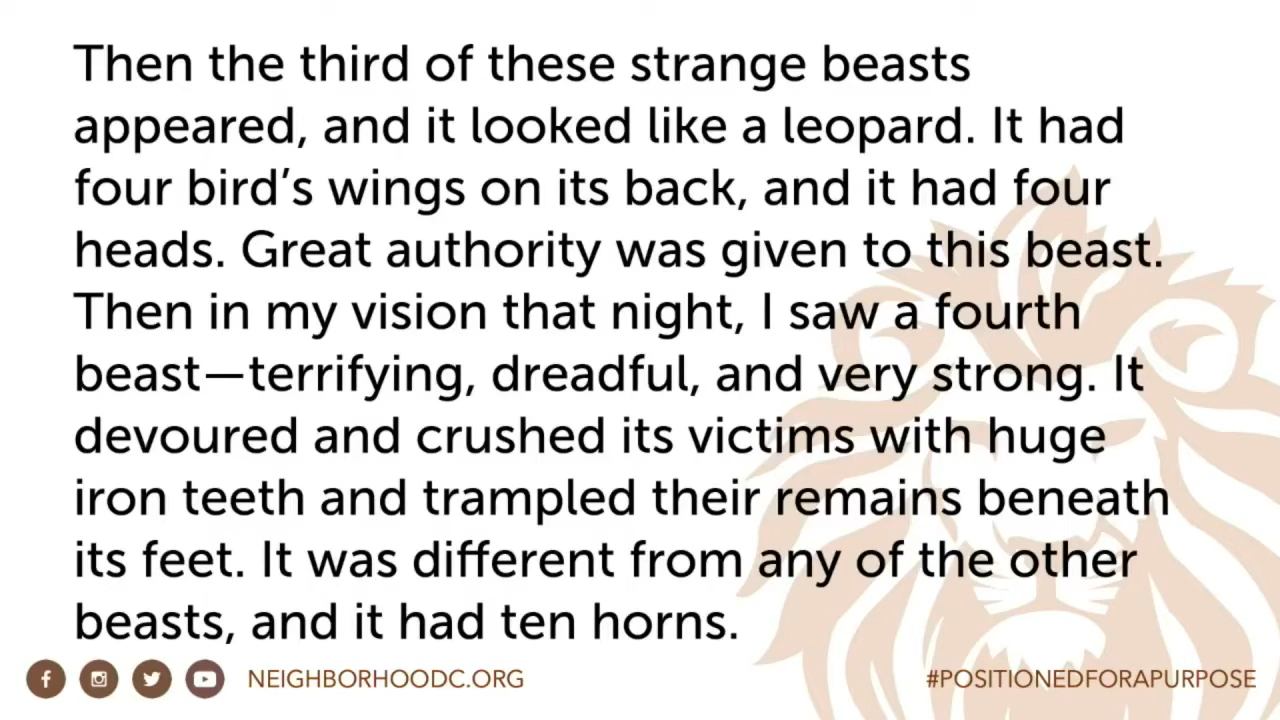 Then the third of these strange beasts
appeared, and it looked like a leopard. It had
four bird’s wings on its back, and it had four
heads. Great authority was given to this beast.
Then in my vision that night, I saw a fourth
beast—terrifying, dreadful, and very strong. It
devoured and crushed its victims with huge
iron teeth and trampled their remains beneath
its feet. It was different from any of the other
beasts, and it had ten horns.
NEIGHBORHOODC.ORG
#POSITIONEDFORAPURPOSE